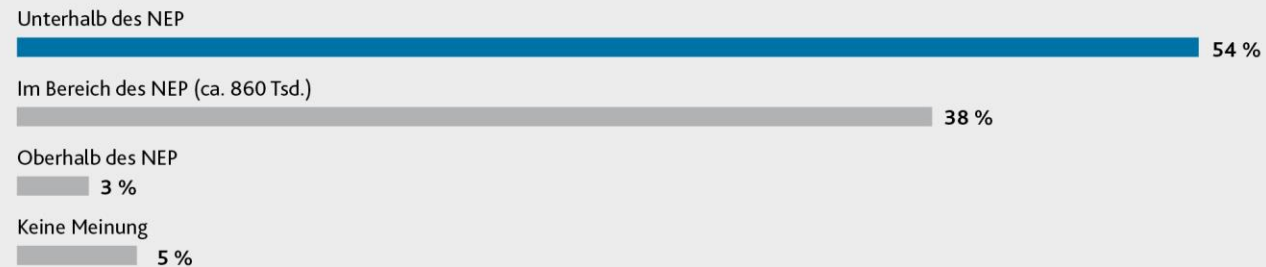 Unterhalb des NEP
54 %
Im Bereich des NEP (ca. 860 Tsd.)
38 %
Oberhalb des NEP
3 %
Keine Meinung
5 %